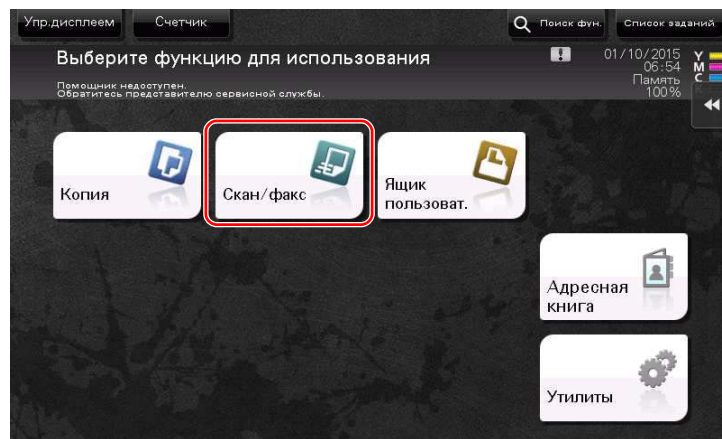 Упр.дисплеем Счетчик Поиск фун. Список заданий
Выберите функцию для использования
Помощник недоступен.
Обратитесь представителю сервисной службы.
01/10/2015
06:54
Память
100%
Y
M
C
Копия
Скан/факс
Ящик
пользоват.
Адресная
книга
Утилиты